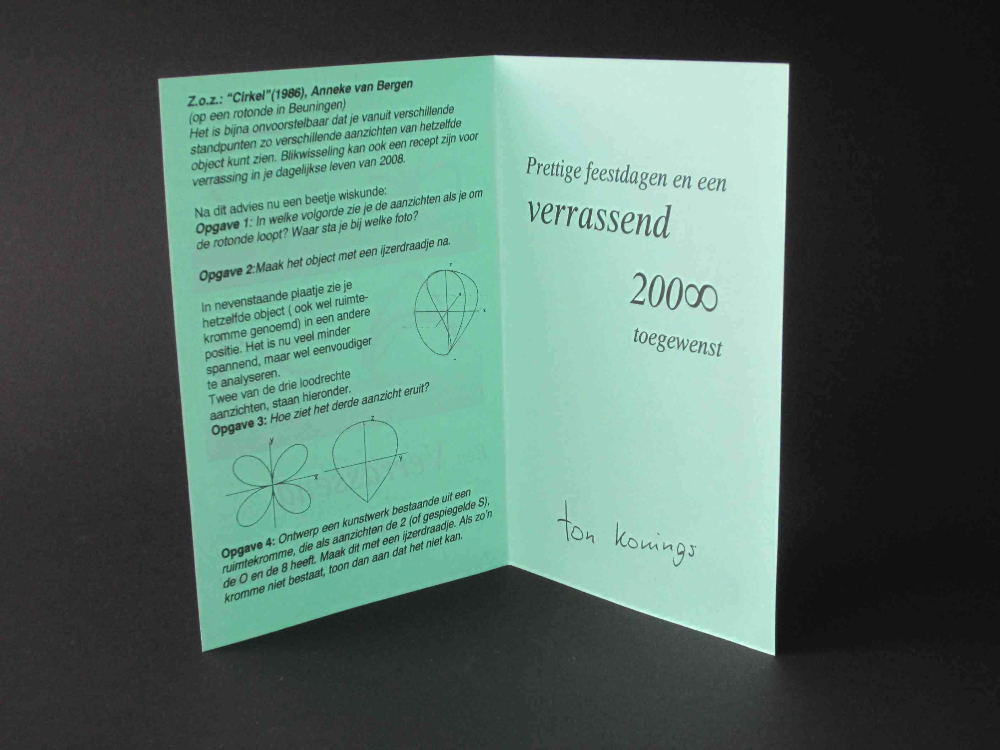 Z.o.z.: “Cirkel”(1986), Anneke van Bergen
(op een rotonde in Beuningen)
Het is bijna onvoorstelbaar dat je vanuit verschillende
standpunten zo verschillende aanzichten van hetzelfde
object kunt zien. Blikwisseling kan ook een recept zijn voor
verrassing in je dagelijkse leven van 2008.
Na dit advies nu een beetje wiskunde:
Opgave 1: In welke volgorde zie je de aanzichten als je om
de rotonde loopt? Waar sta je bij welke foto?
Opgave 2:Maak het object met een ijzerdraadje na.
In nevenstaande plaatje zie je
hetzelfde object ( ook wel ruimte-
kromme genoemd) in een andere
positie. Het is nu veel minder
spannend, maar wel eenvoudiger
te analyseren.
Twee van de drie loodrechte
aanzichten, staan hieronder.
Opgave 3: Hoe ziet het derde aanzicht eruit?
z
y
x
y
x
z
y
Opgave 4: Ontwerp een kunstwerk bestaande uit een
ruimtekromme, die als aanzichten de 2 (of gespiegelde S),
de O en de 8 heeft. Maak dit met een ijzerdraadje. Als zo'n
kromme niet bestaat, toon dan aan dat het niet kan.
Prettige feestdagen en een
verrassend
200∞
toegewenst
ton konings